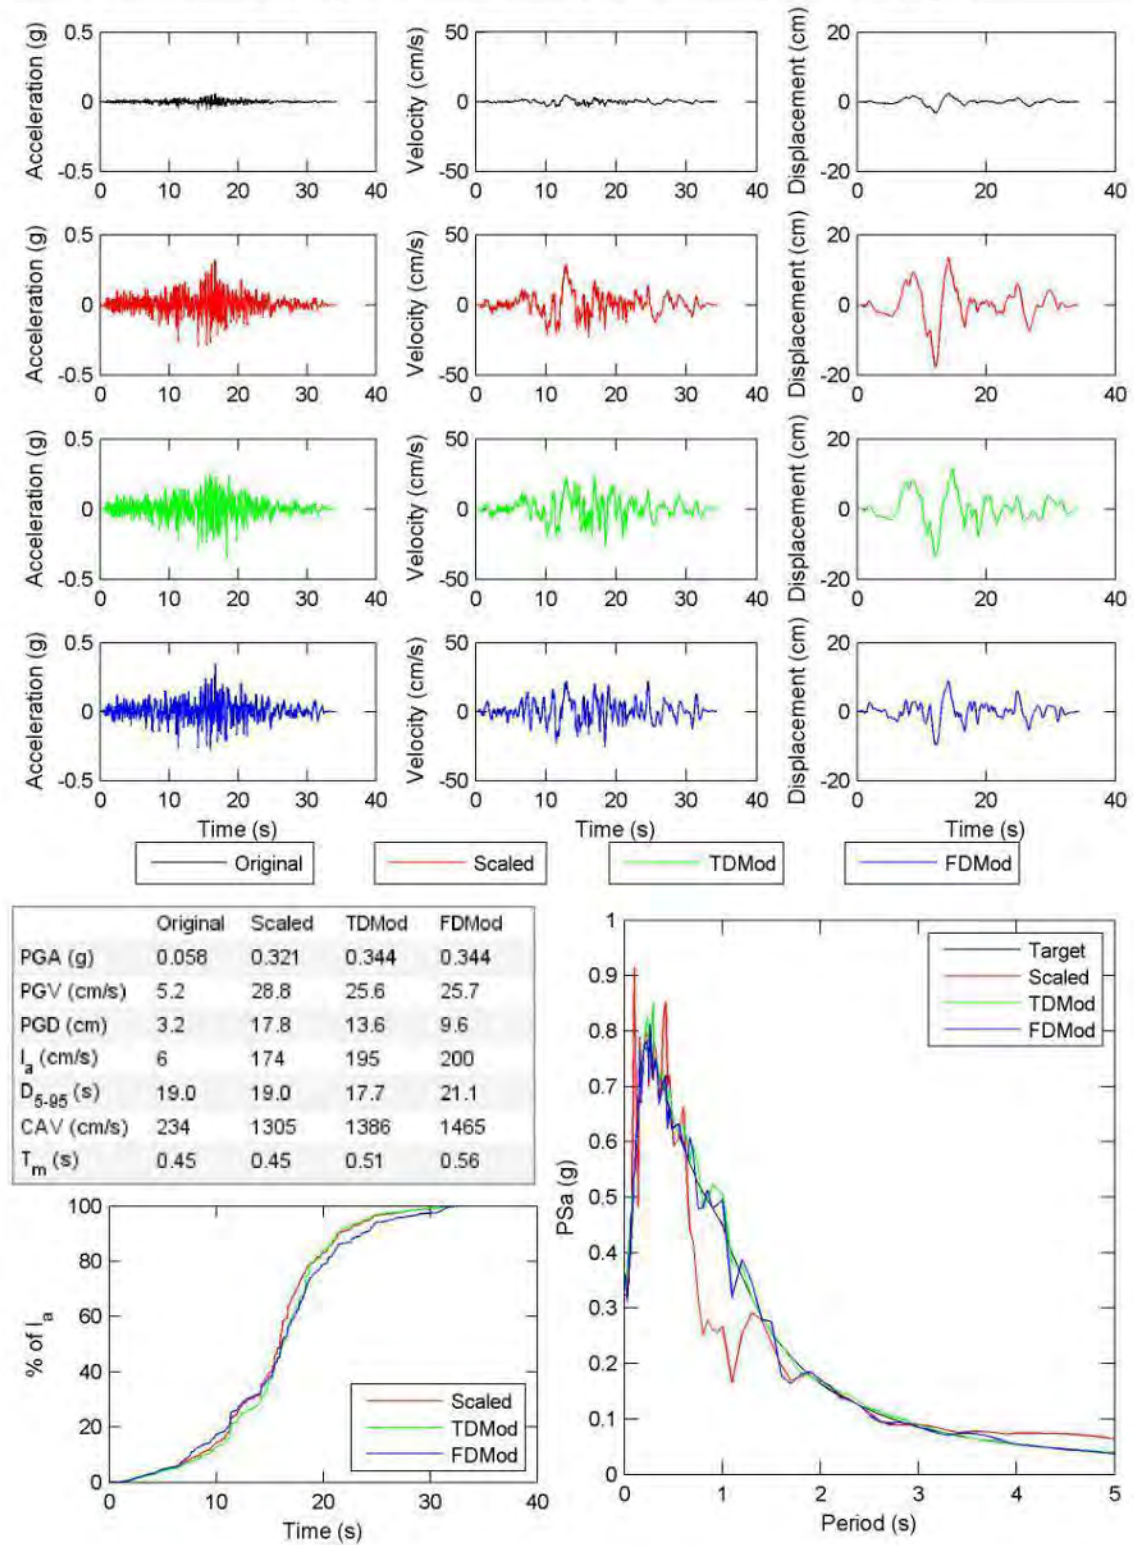 Acceleration (g)
0.5
0
-0.5
0 10 20 30 40
Velocity (cm/s)
50
0
-50
0 10 20 30 40
Displacement (cm)
20
0
-20
0 20 40
Acceleration (g)
0.5
0
-0.5
0 10 20 30 40
Velocity (cm/s)
50
0
-50
0 10 20 30 40
Displacement (cm)
20
0
-20
0 20 40
Acceleration (g)
0.5
0
-0.5
0 10 20 30 40
Velocity (cm/s)
50
0
-50
0 10 20 30 40
Displacement (cm)
20
0
-20
0 20 40
Acceleration (g)
0.5
0
-0.5
0 10 20 30 40
Time (s)
Velocity (cm/s)
50
0
-50
0 10 20 30 40
Time (s)
Displacement (cm)
20
0
-20
0 20 40
Time (s)
Original
Scaled
TDMod
FDMod
Original Scaled TDMod FDMod
PGA (g) 0.058 0.321 0.344 0.344
PGV (cm/s) 5.2 28.8 25.6 25.7
PGD (cm) 3.2 17.8 13.6 9.6
Ia (cm/s) 6 174 195 200
D5-95 (s) 19.0 19.0 17.7 21.1
CAV (cm/s) 234 1305 1386 1465
Tm (s) 0.45 0.45 0.51 0.56
% of Ia
100
80
60
40
20
0
0 10 20 30 40
Time (s)
Scaled
TDMod
FDMod
PSa (g)
1
0.9
0.8
0.7
0.6
0.5
0.4
0.3
0.2
0.1
0
0 1 2 3 4 5
Period (s)
Target
Scaled
TDMod
FDMod